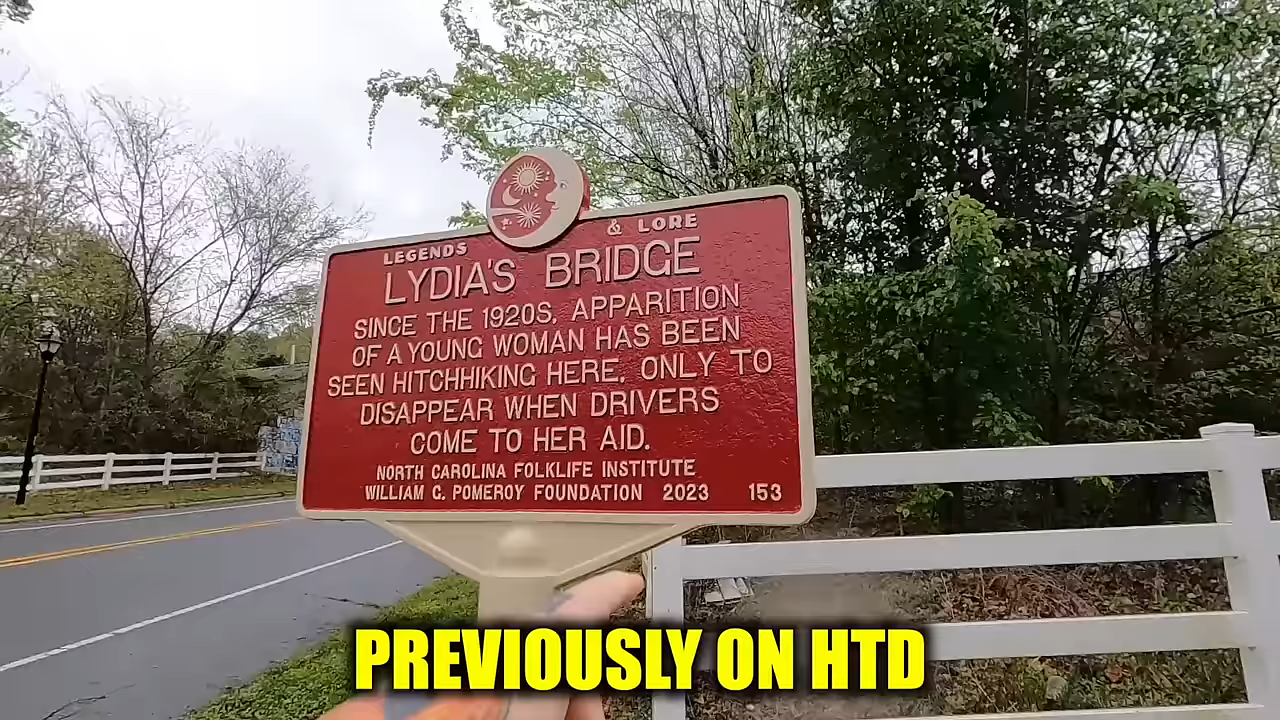 LEGENDS & LORE
LYDIA'S BRIDGE
SINCE THE 1920S, APPARITION
OF A YOUNG WOMAN HAS BEEN
SEEN HITCHHIKING HERE, ONLY TO
DISAPPEAR WHEN DRIVERS
COME TO HER AID.
NORTH CAROLINA FOLKLIFE INSTITUTE
WILLIAM G. POMEROY FOUNDATION 2023 153
PREVIOUSLY ON HTD